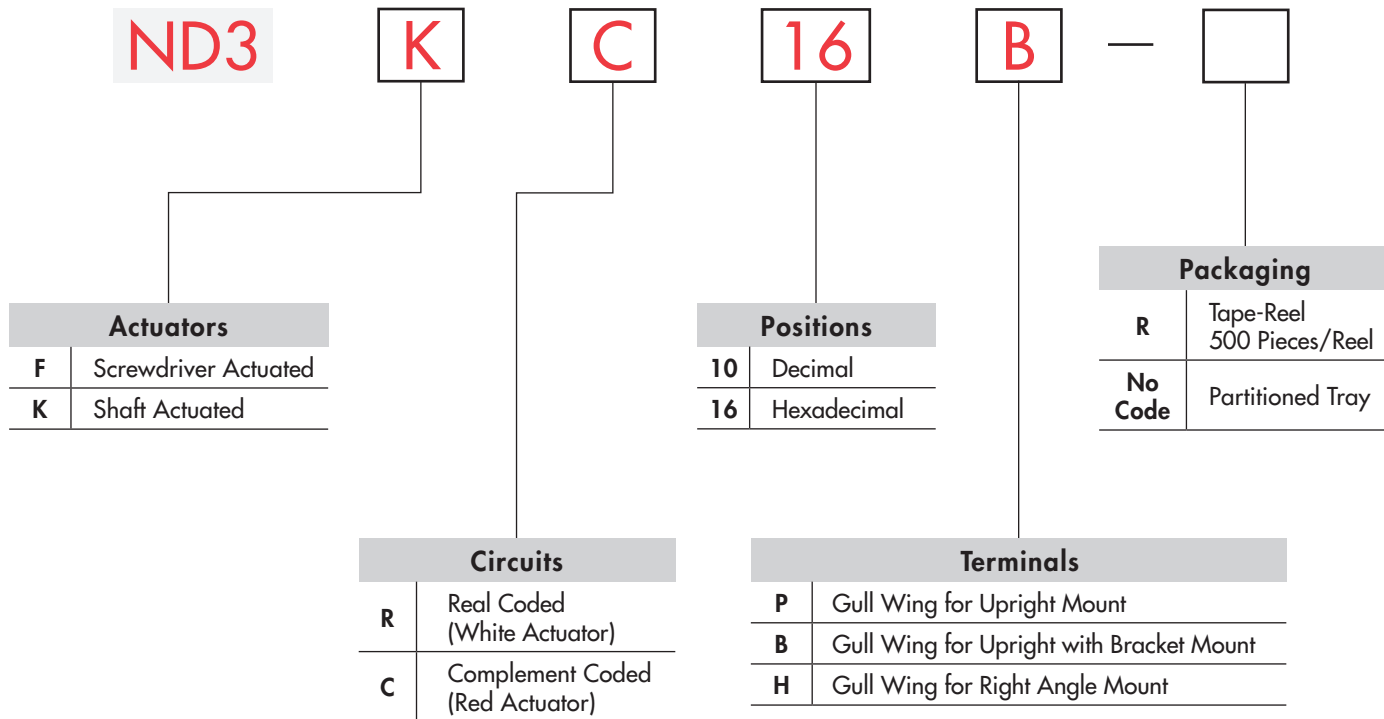 ND3 K C 16 B —
Packaging
R Tape-Reel
500 Pieces/Reel
No
Code Partitioned Tray
Actuators
F Screwdriver Actuated
K Shaft Actuated
Positions
10 Decimal
16 Hexadecimal
Circuits
R Real Coded
(White Actuator)
C Complement Coded
(Red Actuator)
Terminals
P Gull Wing for Upright Mount
B Gull Wing for Upright with Bracket Mount
H Gull Wing for Right Angle Mount